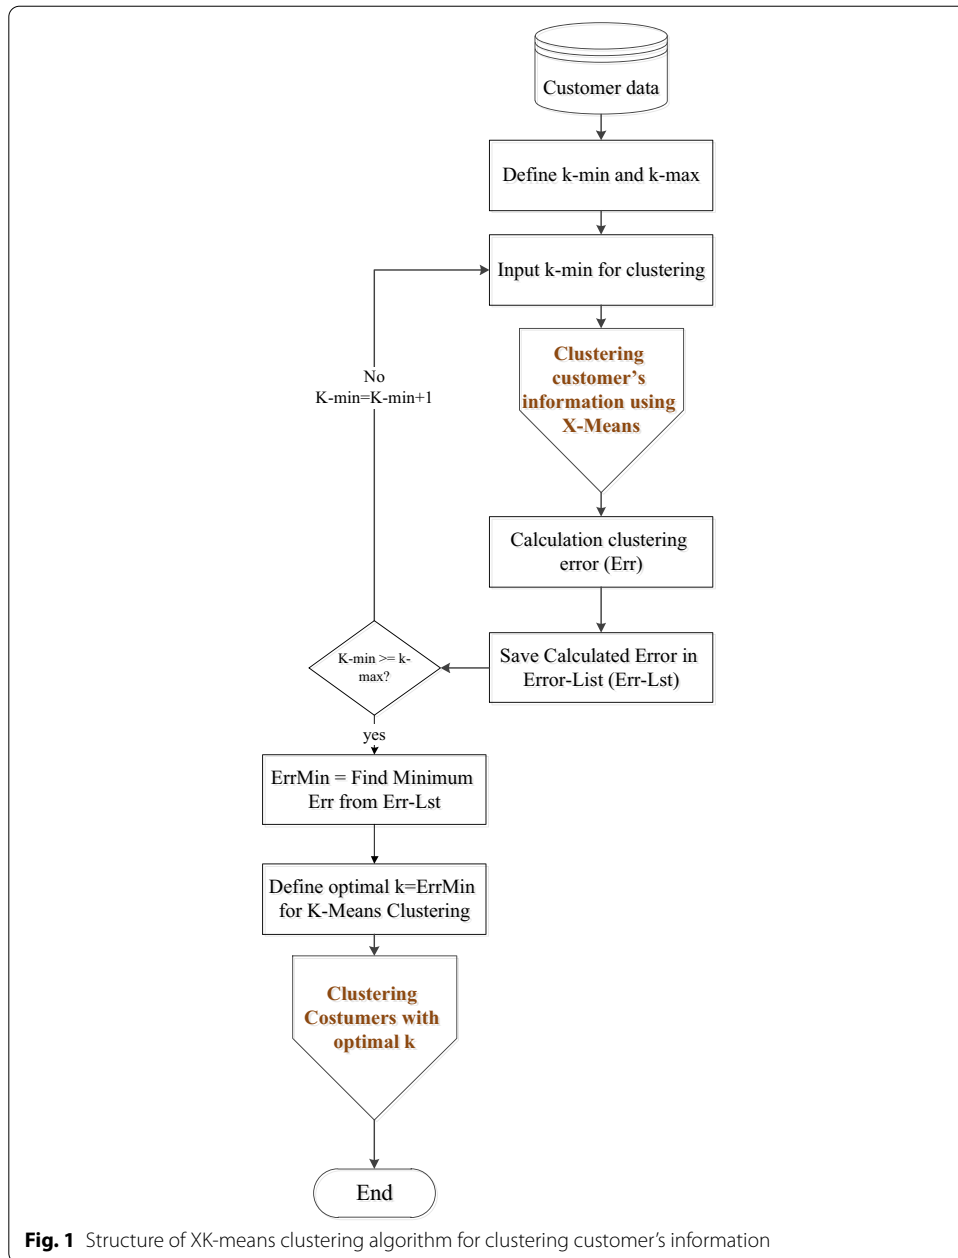 Customer data
Define k-min and k-max
Input k-min for clustering
Clustering
customer's
information using
X-Means
No
K-min=K-min+1
Calculation clustering
error (Err)
Save Calculated Error in
Error-List (Err-Lst)
K-min >= k-
max?
yes
ErrMin = Find Minimum
Err from Err-Lst
Define optimal k=ErrMin
for K-Means Clustering
Clustering
Costumers with
optimal k
End
Fig. 1 Structure of XK-means clustering algorithm for clustering customer's information